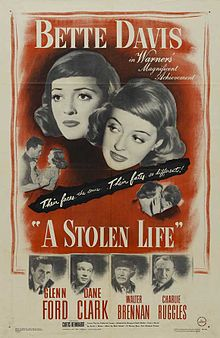 BETTE DAVIS
in WARNERS'
Magnificent
Achievement
Their faces the same
Their fates so different!
"A STOLEN LIFE"
GLENN
FORD
DANE
CLARK
WALTER
BRENNAN
CHARLIE
RUGGLES
CURTIS BERNHARDT